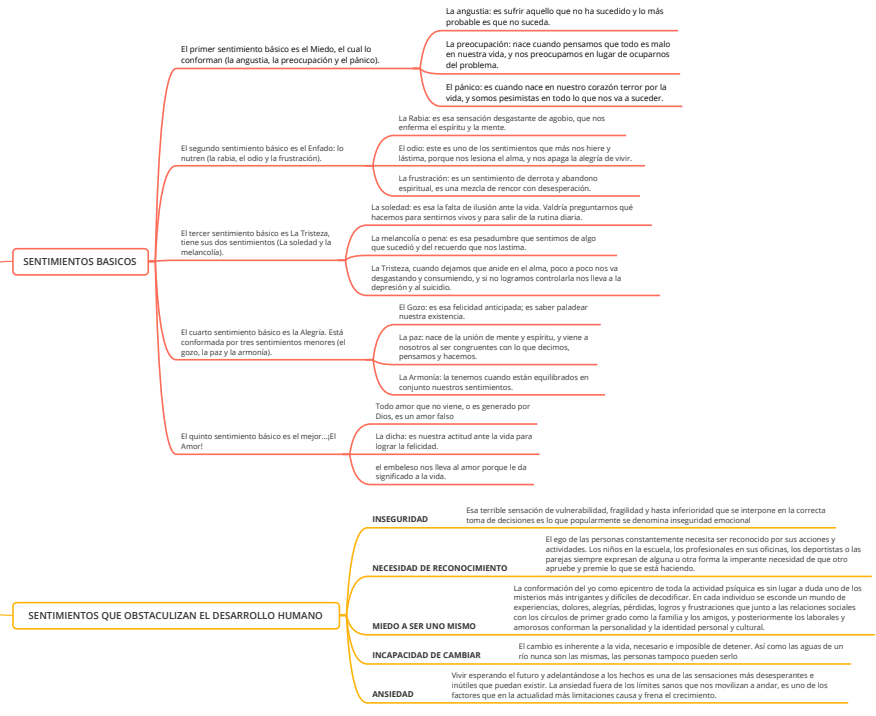 SENTIMIENTOS BASICOS
El primer sentimiento básico es el Miedo, el cual lo
conforman (la angustia, la preocupación y el pánico).
La angustia: es sufrir aquello que no ha sucedido y lo más
probable es que no suceda.
La preocupación: nace cuando pensamos que todo es malo
en nuestra vida, y nos preocupamos en lugar de ocuparnos
del problema.
El pánico: es cuando nace en nuestro corazón terror por la
vida, y somos pesimistas en todo lo que nos va a suceder.
El segundo sentimiento básico es el Enfado: lo
nutren (la rabia, el odio y la frustración).
La Rabia: es esa sensación desgastante de agobio, que nos
enferma el espíritu y la mente.
El odio: este es uno de los sentimientos que más nos hiere y
lástima, porque nos lesiona el alma, y nos apaga la alegría de vivir.
La frustración: es un sentimiento de derrota y abandono
espiritual, es una mezcla de rencor con desesperación.
El tercer sentimiento básico es La Tristeza,
tiene sus dos sentimientos (La soledad y la
melancolía).
La soledad: es esa la falta de ilusión ante la vida. Valdría preguntarnos qué
hacemos para sentirnos vivos y para salir de la rutina diaria.
La melancolía o pena: es esa pesadumbre que sentimos de algo
que sucedió y del recuerdo que nos lastima.
La Tristeza, cuando dejamos que anide en el alma, poco a poco nos va
desgastando y consumiendo, y si no logramos controlarla nos lleva a la
depresión y al suicidio.
El cuarto sentimiento básico es la Alegría. Está
conformada por tres sentimientos menores (el
gozo, la paz y la armonía).
El Gozo: es esa felicidad anticipada; es saber paladear
nuestra existencia.
La paz: nace de la unión de mente y espíritu, y viene a
nosotros al ser congruentes con lo que decimos,
pensamos y hacemos.
La Armonía: la tenemos cuando están equilibrados en
conjunto nuestros sentimientos.
El quinto sentimiento básico es el mejor...¡El
Amor!
Todo amor que no viene, o es generado por
Dios, es un amor falso
La dicha: es nuestra actitud ante la vida para
lograr la felicidad.
el embeleso nos lleva al amor porque le da
significado a la vida.
SENTIMIENTOS QUE OBSTACULIZAN EL DESARROLLO HUMANO
INSEGURIDAD
Esa terrible sensación de vulnerabilidad, fragilidad y hasta inferioridad que se interpone en la correcta
toma de decisiones es lo que popularmente se denomina inseguridad emocional
NECESIDAD DE RECONOCIMIENTO
El ego de las personas constantemente necesita ser reconocido por sus acciones y
actividades. Los niños en la escuela, los profesionales en sus oficinas, los deportistas o las
parejas siempre expresan de alguna u otra forma la imperante necesidad de que otro
apruebe y premie lo que se está haciendo.
MIEDO A SER UNO MISMO
La conformación del yo como epicentro de toda la actividad psíquica es sin lugar a duda uno de los
misterios más intrigantes y difíciles de decodificar. En cada individuo se esconde un mundo de
experiencias, dolores, alegrías, pérdidas, logros y frustraciones que junto a las relaciones sociales
con los círculos de primer grado como la familia y los amigos, y posteriormente los laborales y
amorosos conforman la personalidad y la identidad personal y cultural.
INCAPACIDAD DE CAMBIAR
El cambio es inherente a la vida, necesario e imposible de detener. Así como las aguas de un
río nunca son las mismas, las personas tampoco pueden serlo
ANSIEDAD
Vivir esperando el futuro y adelantándose a los hechos es una de las sensaciones más desesperantes e
inútiles que puedan existir. La ansiedad fuera de los límites sanos que nos movilizan a andar, es uno de los
factores que en la actualidad más limitaciones causa y frena el crecimiento.